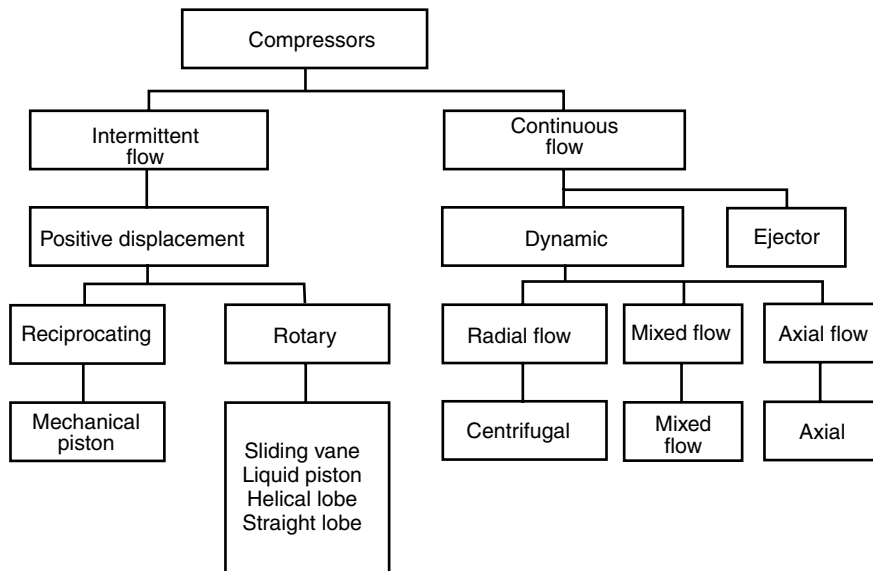 Compressors
Intermittent
flow
Continuous
flow
Positive displacement
Dynamic
Ejector
Reciprocating
Rotary
Radial flow
Mixed flow
Axial flow
Mechanical
piston
Sliding vane
Liquid piston
Helical lobe
Straight lobe
Centrifugal
Mixed
flow
Axial